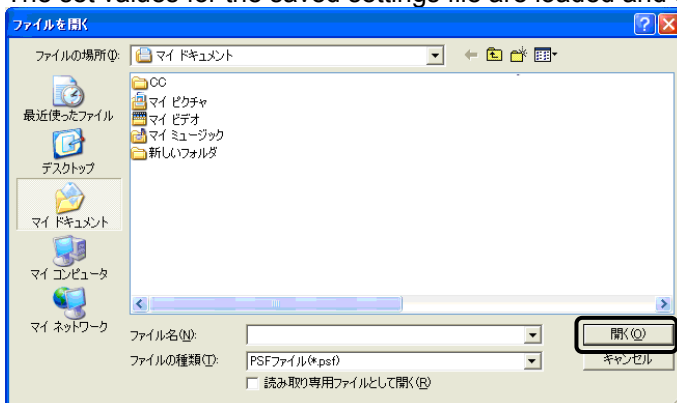 The set values for the saved settings file are loaded and
ファイルを開く
ファイルの場所(I):
マイ ドキュメント
CC
マイ ピクチャ
マイ ビデオ
マイ ミュージック
新しいフォルダ
最近使ったファイル
デスクトップ
マイ ドキュメント
マイ コンピュータ
マイ ネットワーク
ファイル名(N):
開く(O)
ファイルの種類(T):
PSFファイル(*.psf)
キャンセル
読み取り専用ファイルとして開く(R)